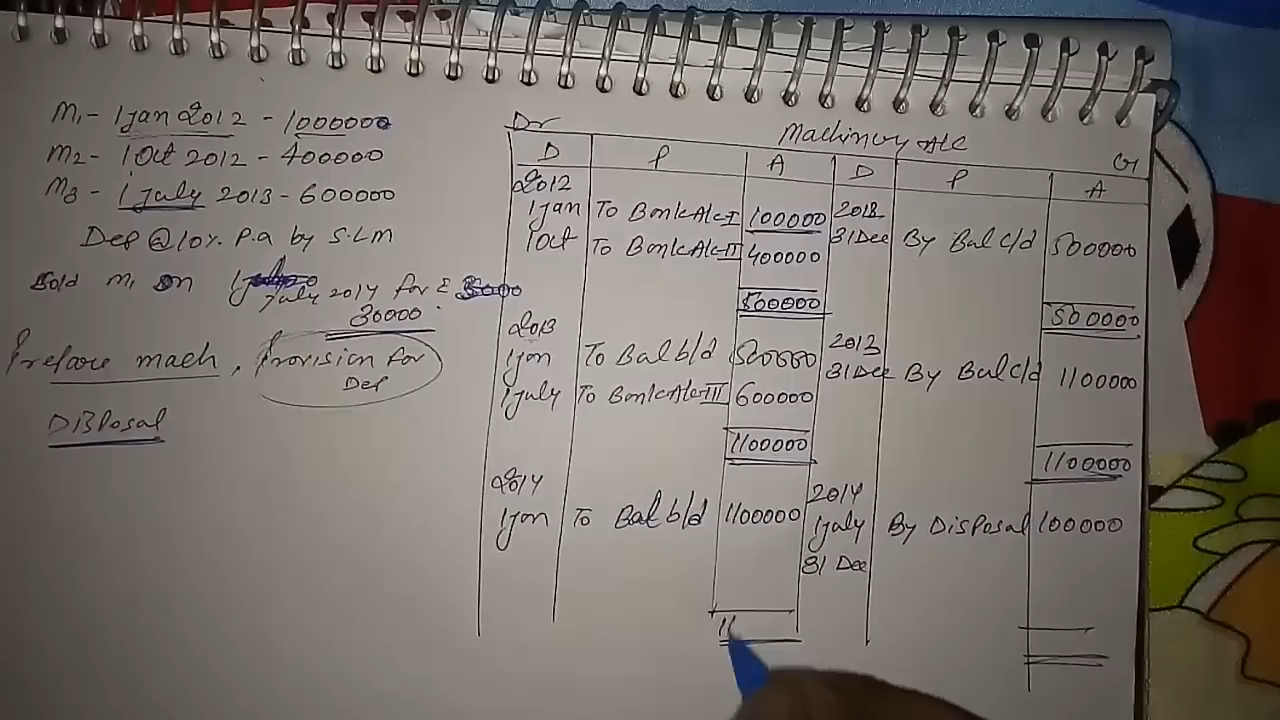 M1 - 1 Jan 2012 - 1000000
M2 - 1 Oct 2012 - 400000
M3 - 1 July 2013 - 600000
Dep @ 10% P.a by S.L.M
Sold M1 on 1 July 2014 for ₹
30000
Prepare mach, Provision for
Dep
Disposal
Machinery A/c
Dr
Cr
D P A D P A
2012
1 Jan To Bank A/c I 100000 2012
31 Dec By Bal c/d 500000
1 Oct To Bank A/c II 400000
500000 500000
2013
1 Jan To Bal b/d 500000 2013
31 Dec By Bal c/d 1100000
1 July To Bank A/c III 600000
1100000 1100000
2014
1 Jan To Bal b/d 1100000 2014
1 July By Disposal 100000
31 Dec
11